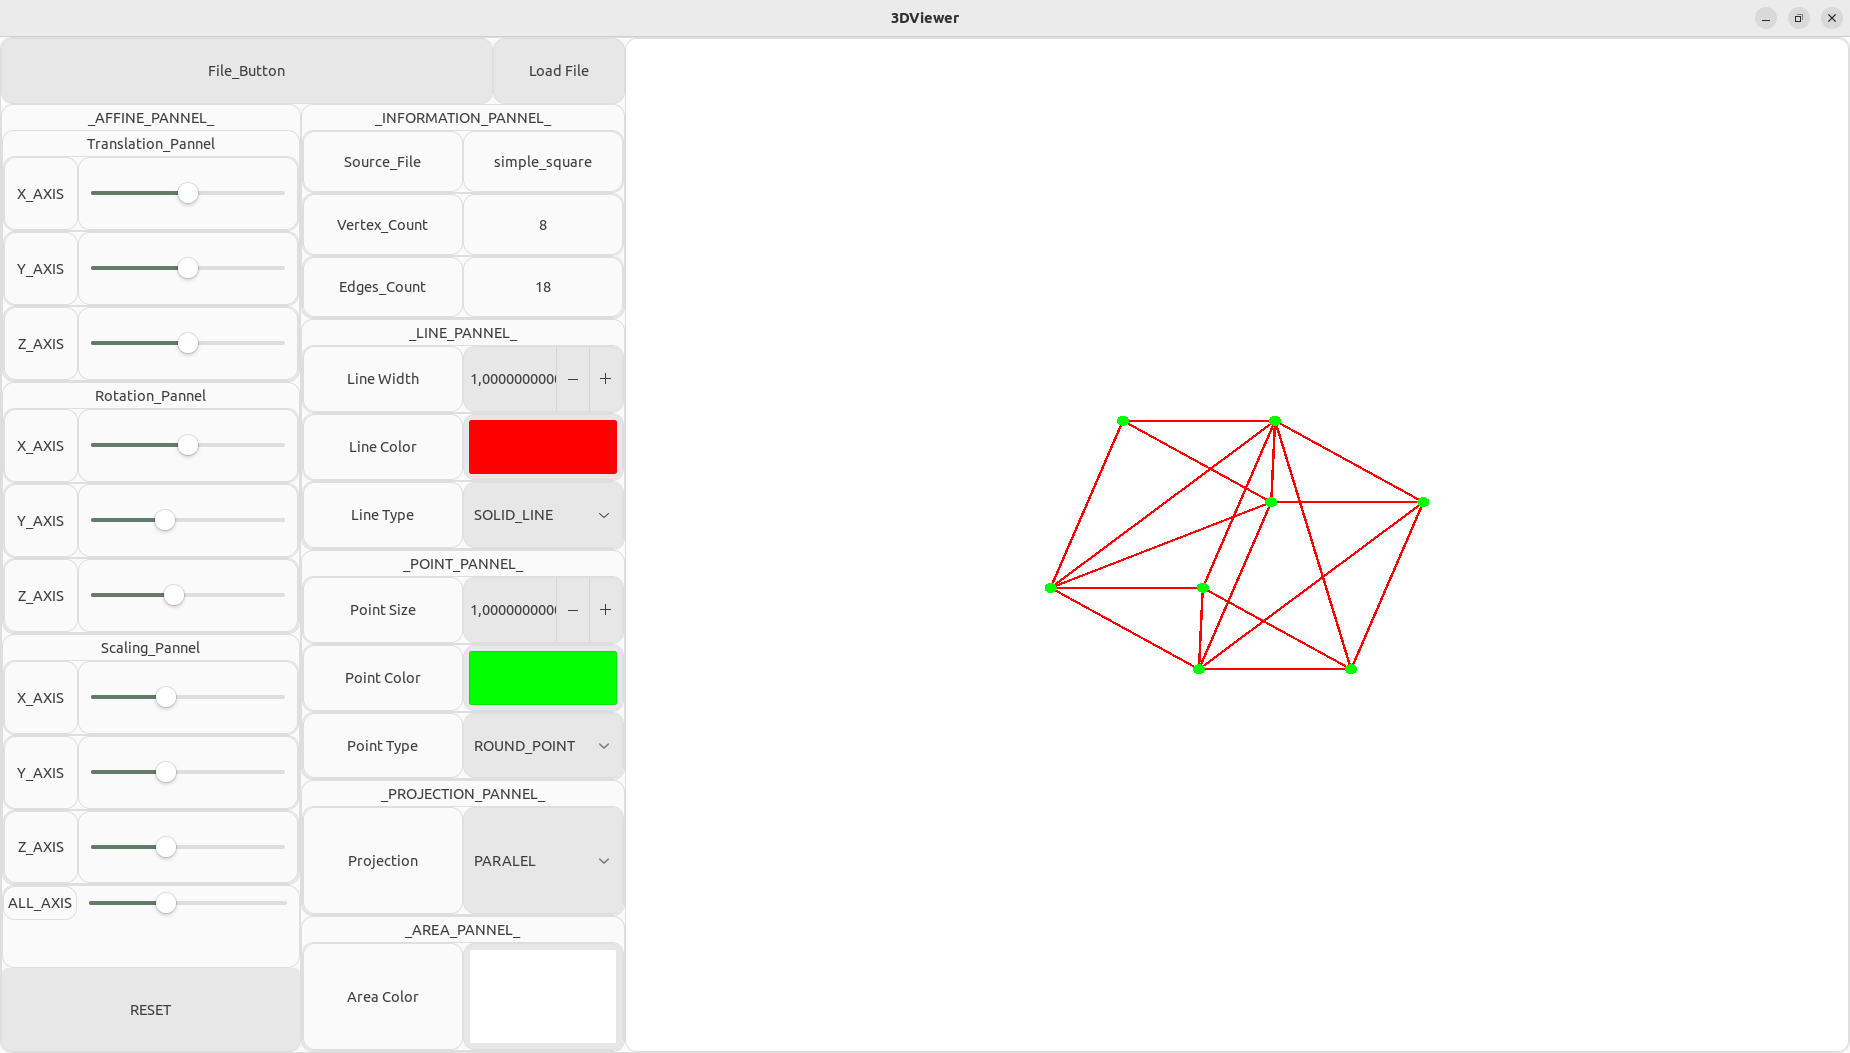 3DViewer
File_Button
Load File
_AFFINE_PANNEL_
Translation_Pannel
X_AXIS
Y_AXIS
Z_AXIS
Rotation_Pannel
X_AXIS
Y_AXIS
Z_AXIS
Scaling_Pannel
X_AXIS
Y_AXIS
Z_AXIS
ALL_AXIS
RESET
_INFORMATION_PANNEL_
Source_File simple_square
Vertex_Count 8
Edges_Count 18
_LINE_PANNEL_
Line Width 1,000000000
Line Color
Line Type SOLID_LINE
_POINT_PANNEL_
Point Size 1,000000000
Point Color
Point Type ROUND_POINT
_PROJECTION_PANNEL_
Projection PARALEL
_AREA_PANNEL_
Area Color